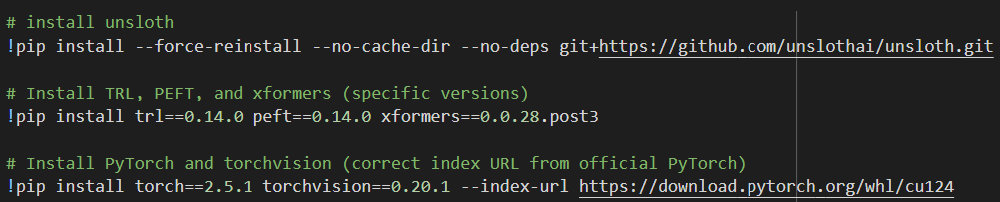 # install unsloth
!pip install --force-reinstall --no-cache-dir --no-deps git+https://github.com/unslothai/unsloth.git
# Install TRL, PEFT, and xformers (specific versions)
!pip install trl==0.14.0 peft==0.14.0 xformers==0.0.28.post3
# Install PyTorch and torchvision (correct index URL from official PyTorch)
!pip install torch==2.5.1 torchvision==0.20.1 --index-url https://download.pytorch.org/whl/cu124